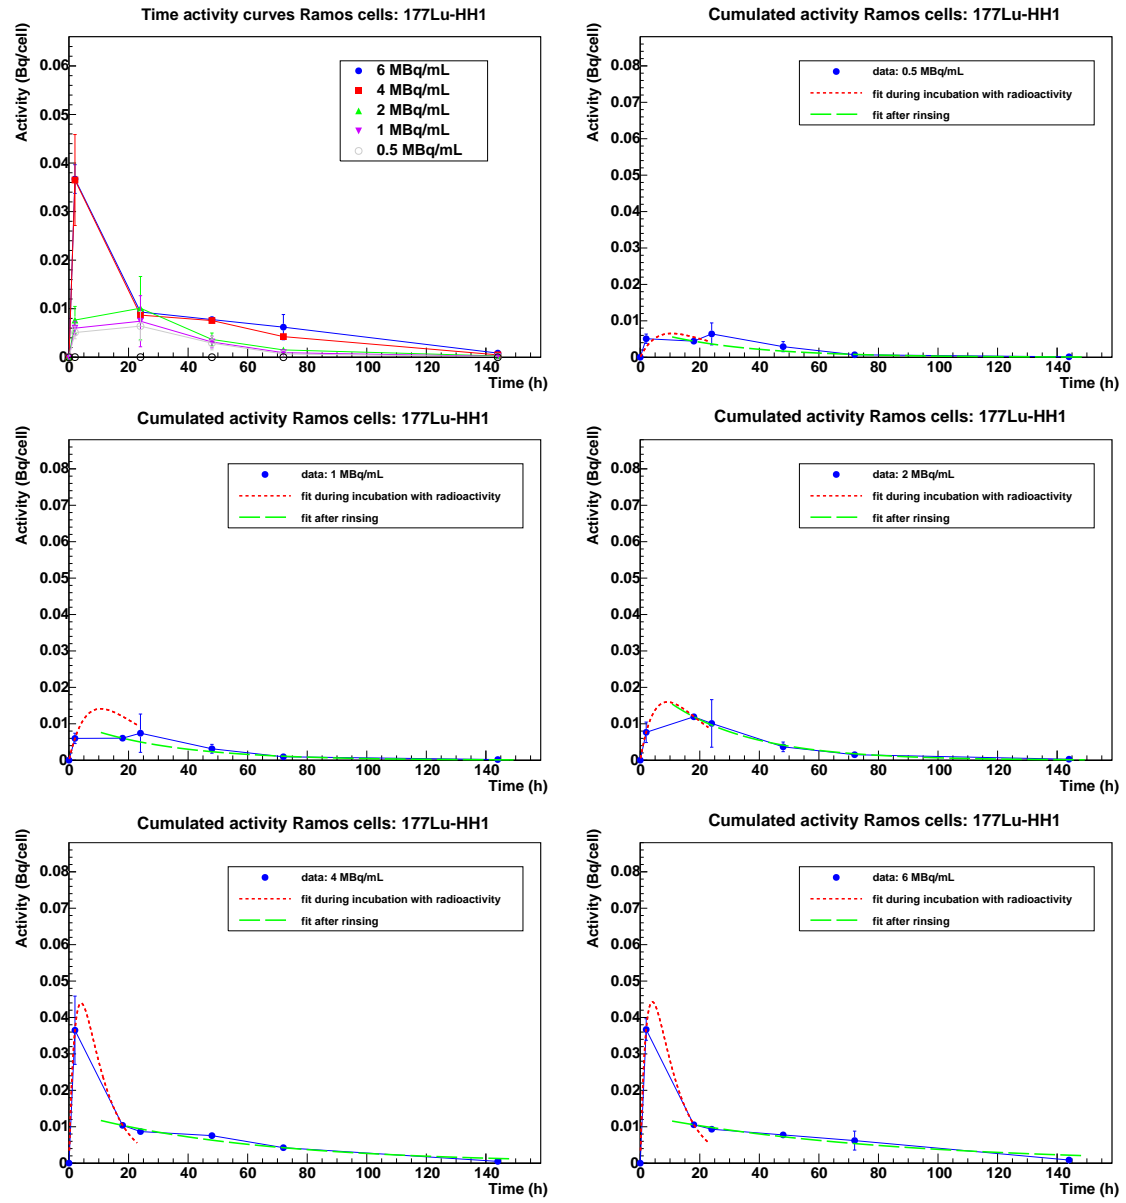 Time activity curves Ramos cells: 177Lu-HH1
Activity (Bq/cell)
0.06
0.05
0.04
0.03
0.02
0.01
0
6 MBq/mL
4 MBq/mL
2 MBq/mL
1 MBq/mL
0.5 MBq/mL
0 20 40 60 80 100 120 140
Time (h)
Cumulated activity Ramos cells: 177Lu-HH1
Activity (Bq/cell)
0.08
0.07
0.06
0.05
0.04
0.03
0.02
0.01
0
data: 0.5 MBq/mL
fit during incubation with radioactivity
fit after rinsing
0 20 40 60 80 100 120 140
Time (h)
Cumulated activity Ramos cells: 177Lu-HH1
Activity (Bq/cell)
0.08
0.07
0.06
0.05
0.04
0.03
0.02
0.01
0
data: 1 MBq/mL
fit during incubation with radioactivity
fit after rinsing
0 20 40 60 80 100 120 140
Time (h)
Cumulated activity Ramos cells: 177Lu-HH1
Activity (Bq/cell)
0.08
0.07
0.06
0.05
0.04
0.03
0.02
0.01
0
data: 2 MBq/mL
fit during incubation with radioactivity
fit after rinsing
0 20 40 60 80 100 120 140
Time (h)
Cumulated activity Ramos cells: 177Lu-HH1
Activity (Bq/cell)
0.08
0.07
0.06
0.05
0.04
0.03
0.02
0.01
0
data: 4 MBq/mL
fit during incubation with radioactivity
fit after rinsing
0 20 40 60 80 100 120 140
Time (h)
Cumulated activity Ramos cells: 177Lu-HH1
Activity (Bq/cell)
0.08
0.07
0.06
0.05
0.04
0.03
0.02
0.01
0
data: 6 MBq/mL
fit during incubation with radioactivity
fit after rinsing
0 20 40 60 80 100 120 140
Time (h)